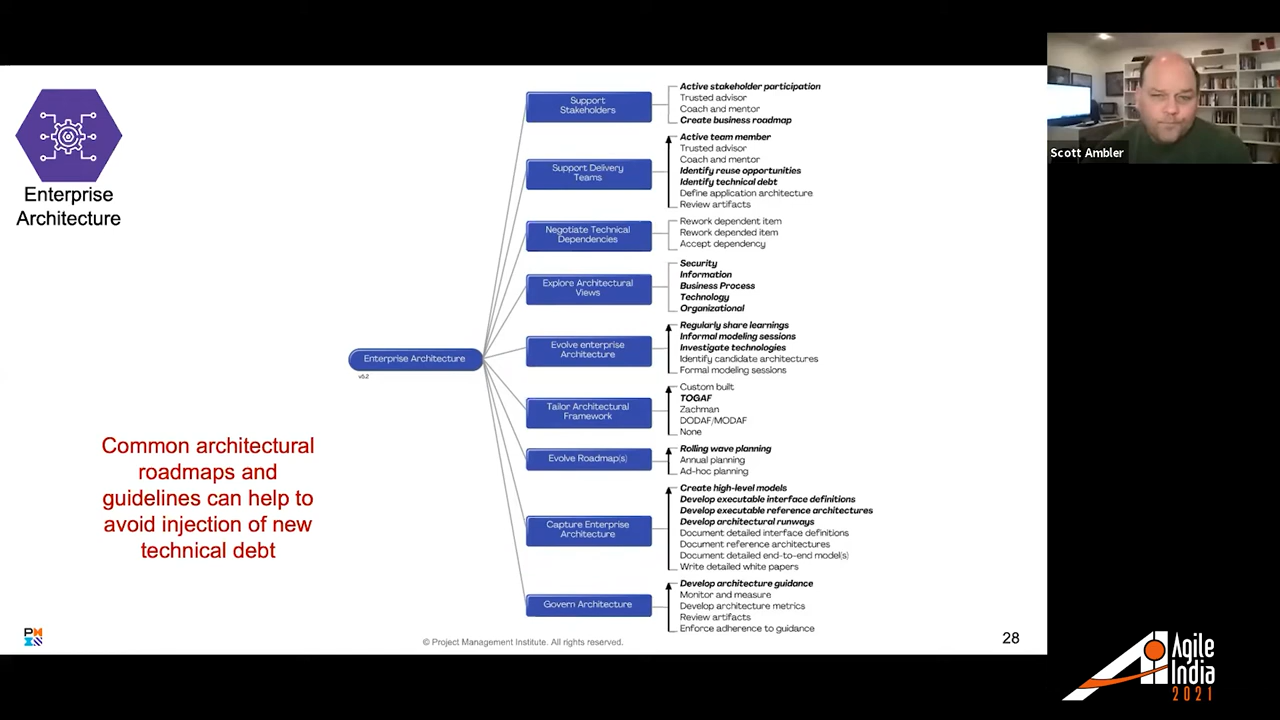 Enterprise
Architecture
Common architectural
roadmaps and
guidelines can help to
avoid injection of new
technical debt
Enterprise Architecture
v5.2
Support
Stakeholders
Active stakeholder participation
Trusted advisor
Coach and mentor
Create business roadmap
Support Delivery
Teams
Active team member
Trusted advisor
Coach and mentor
Identify reuse opportunities
Identify technical debt
Define application architecture
Review artifacts
Negotiate Technical
Dependencies
Rework dependent item
Rework depended item
Accept dependency
Explore Architectural
Views
Security
Information
Business Process
Technology
Organizational
Evolve enterprise
Architecture
Regularly share learnings
Informal modeling sessions
Investigate technologies
Identify candidate architectures
Formal modeling sessions
Tailor Architectural
Framework
Custom built
TOGAF
Zachman
DODAF/MODAF
None
Evolve Roadmap(s)
Rolling wave planning
Annual planning
Ad-hoc planning
Capture Enterprise
Architecture
Create high-level models
Develop executable interface definitions
Develop executable reference architectures
Develop architectural runways
Document detailed interface definitions
Document reference architectures
Document detailed end-to-end model(s)
Write detailed white papers
Govern Architecture
Develop architecture guidance
Monitor and measure
Develop architecture metrics
Review artifacts
Enforce adherence to guidance
© Project Management Institute. All rights reserved.
28
Scott Ambler
Agile
India
2021